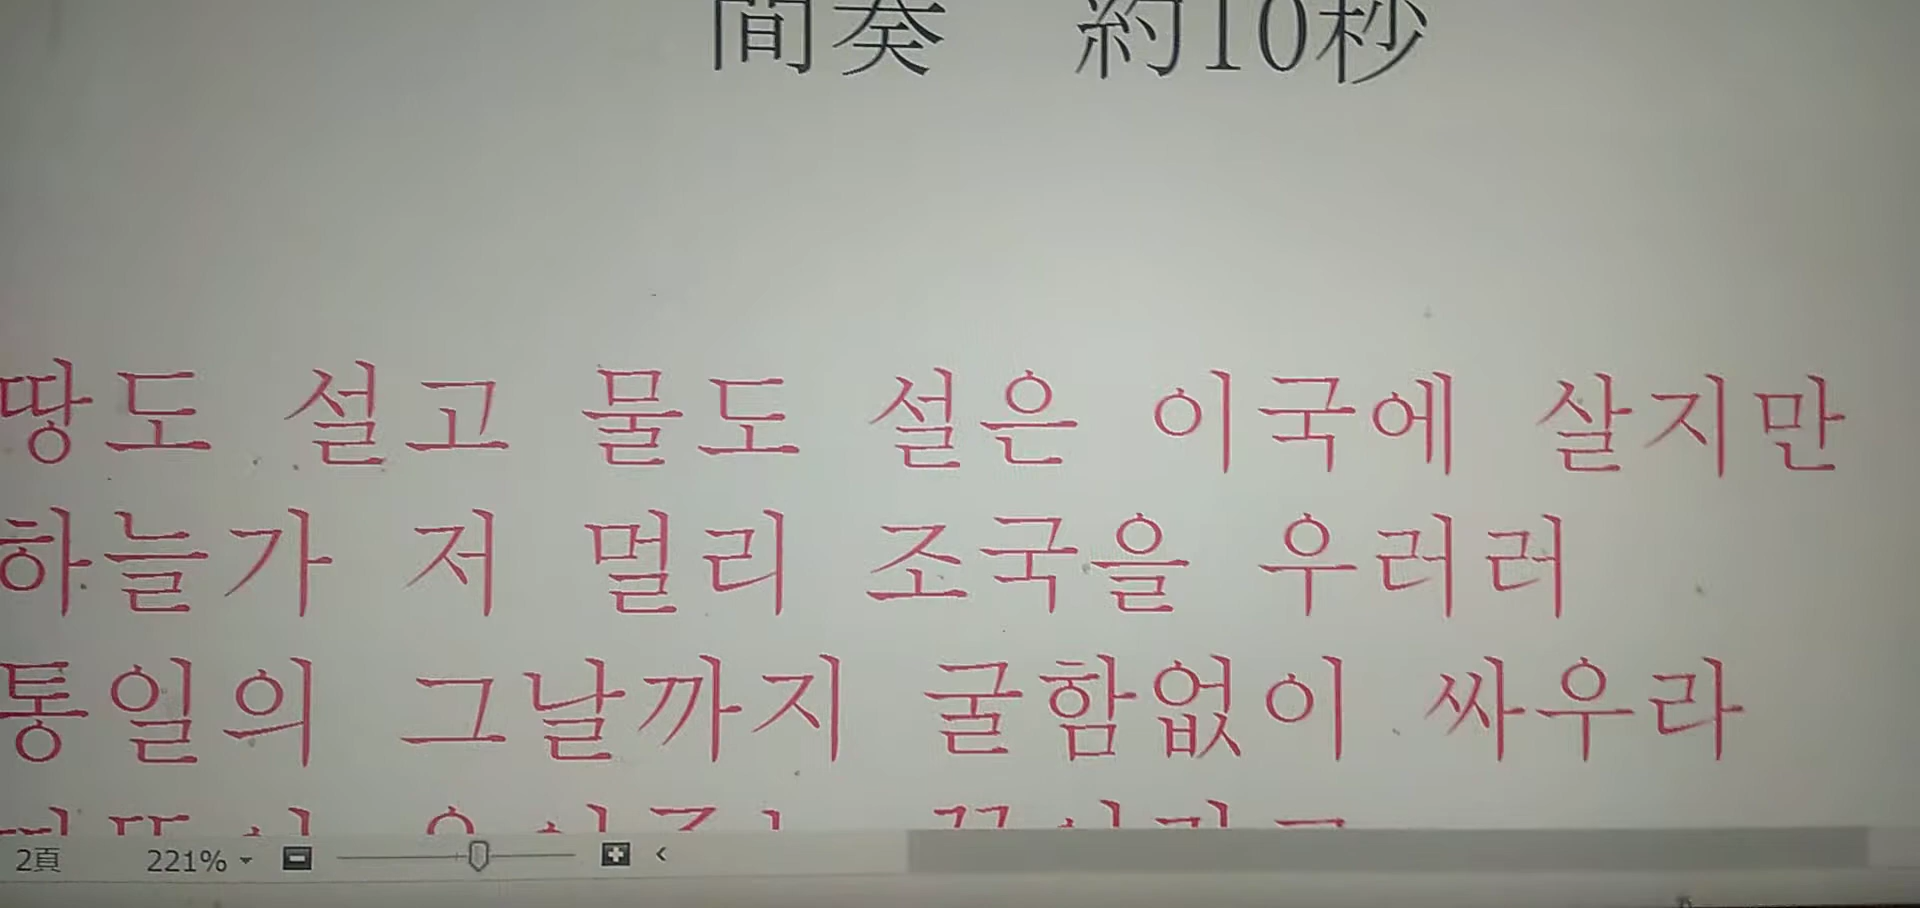 間奏　約10秒
땅도 설고 물도 설은 이국에 살지만
하늘가 저 멀리 조국을 우러러
통일의 그날까지 굴함없이 싸우라
2頁 221%